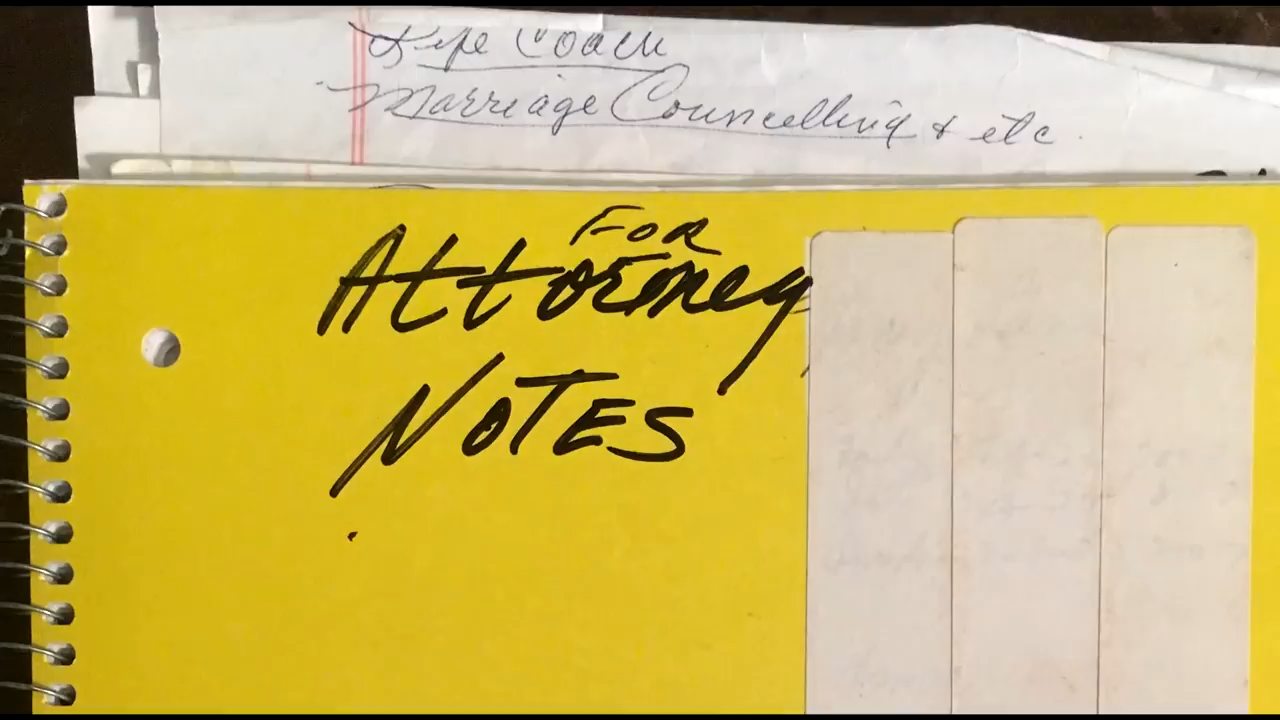 Life Coach
Marriage Councelling & etc.
For
Attorney
NOTES